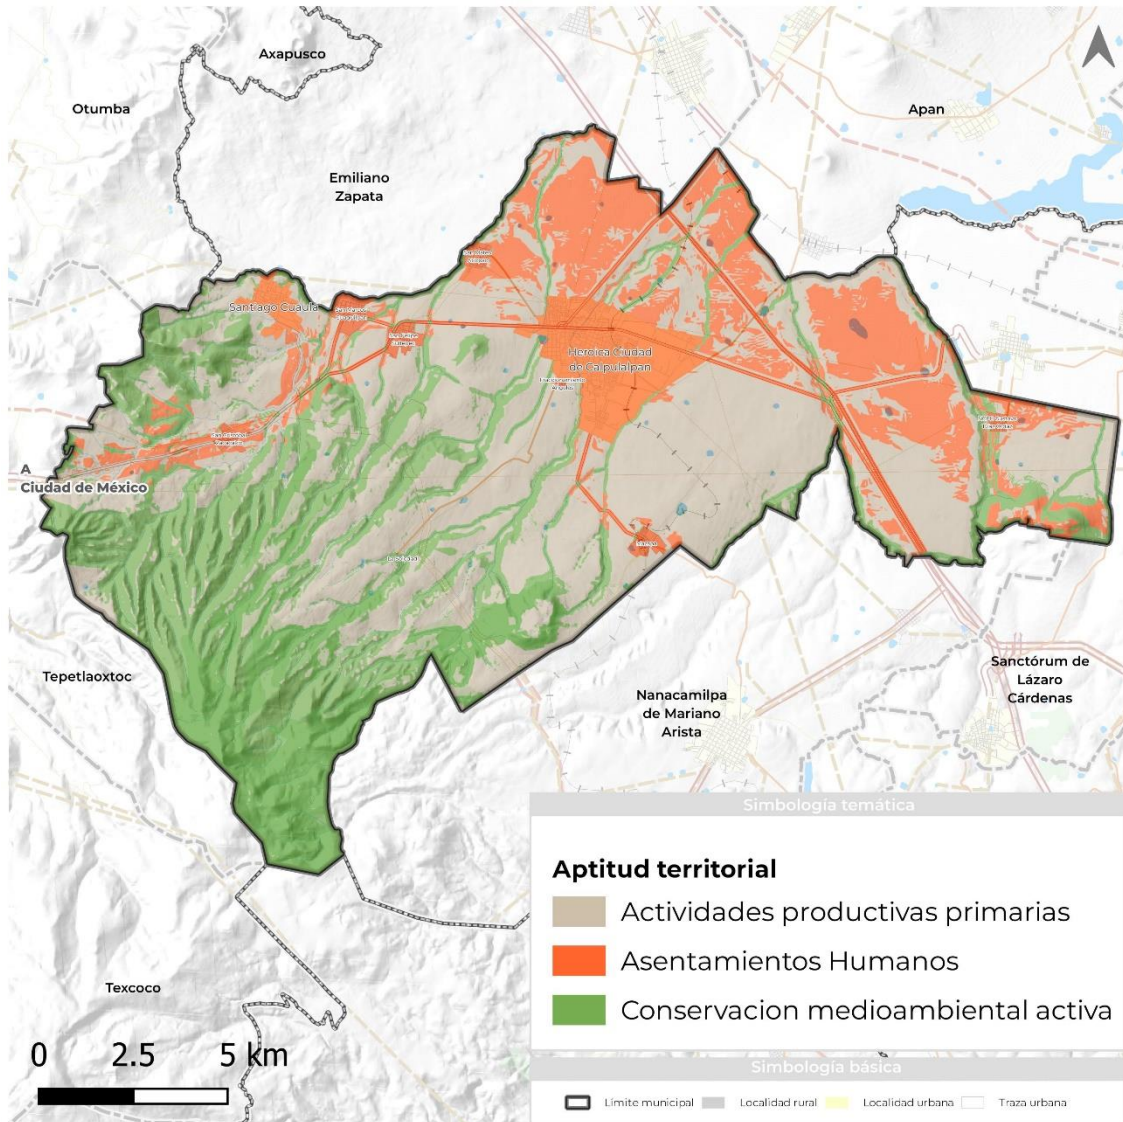 Axapusco
Otumba
Apan
Emiliano
Zapata
Santiago Cuaula
Heroica Ciudad
de Calpulalpan
A
Ciudad de México
Tepetlaoxtoc
Nanacamilpa
de Mariano
Arista
Sanctórum de
Lázaro
Cárdenas
Texcoco
0 2.5 5 km
Simbología temática
Aptitud territorial
Actividades productivas primarias
Asentamientos Humanos
Conservacion medioambiental activa
Simbología básica
Límite municipal
Localidad rural
Localidad urbana
Traza urbana